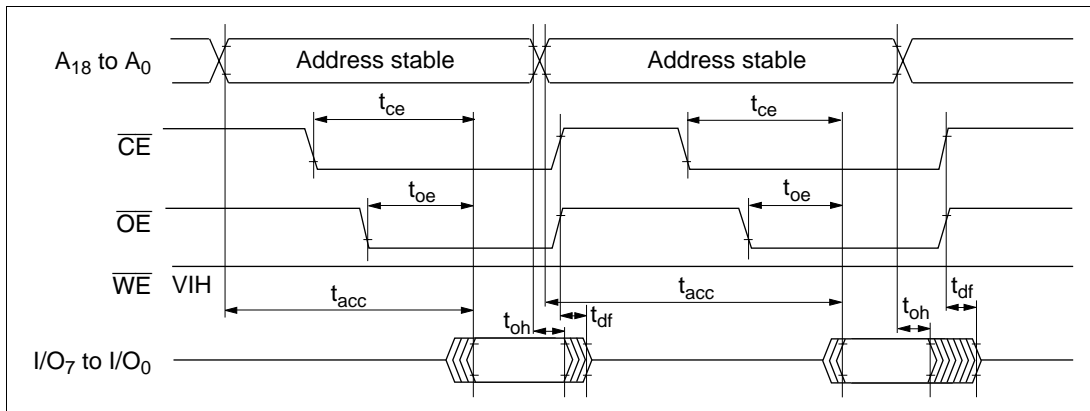 A18 to A0
Address stable
Address stable
tce
tce
CE
toe
toe
OE
WE
VIH
tacc
tacc
toh
tdf
toh
tdf
I/O7 to I/O0